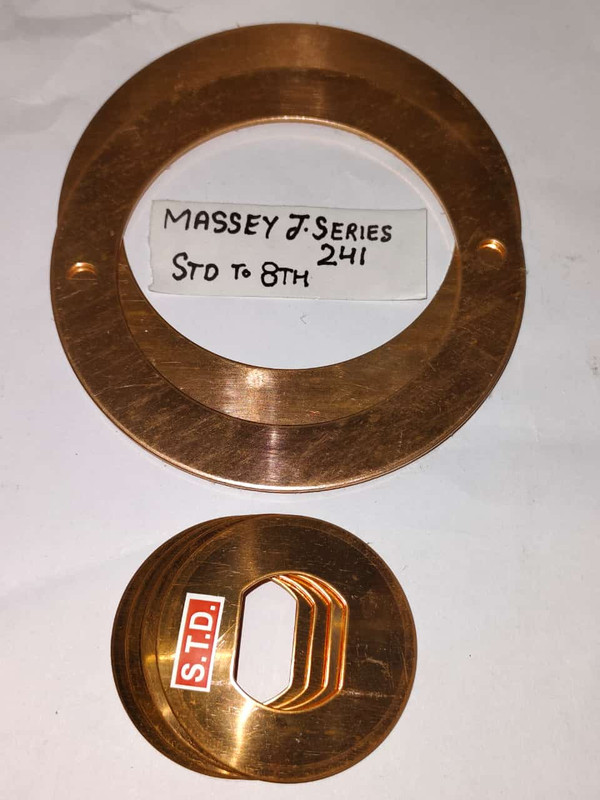 MASSEY J. SERIES
241
STD TO 8TH
S.T.D.